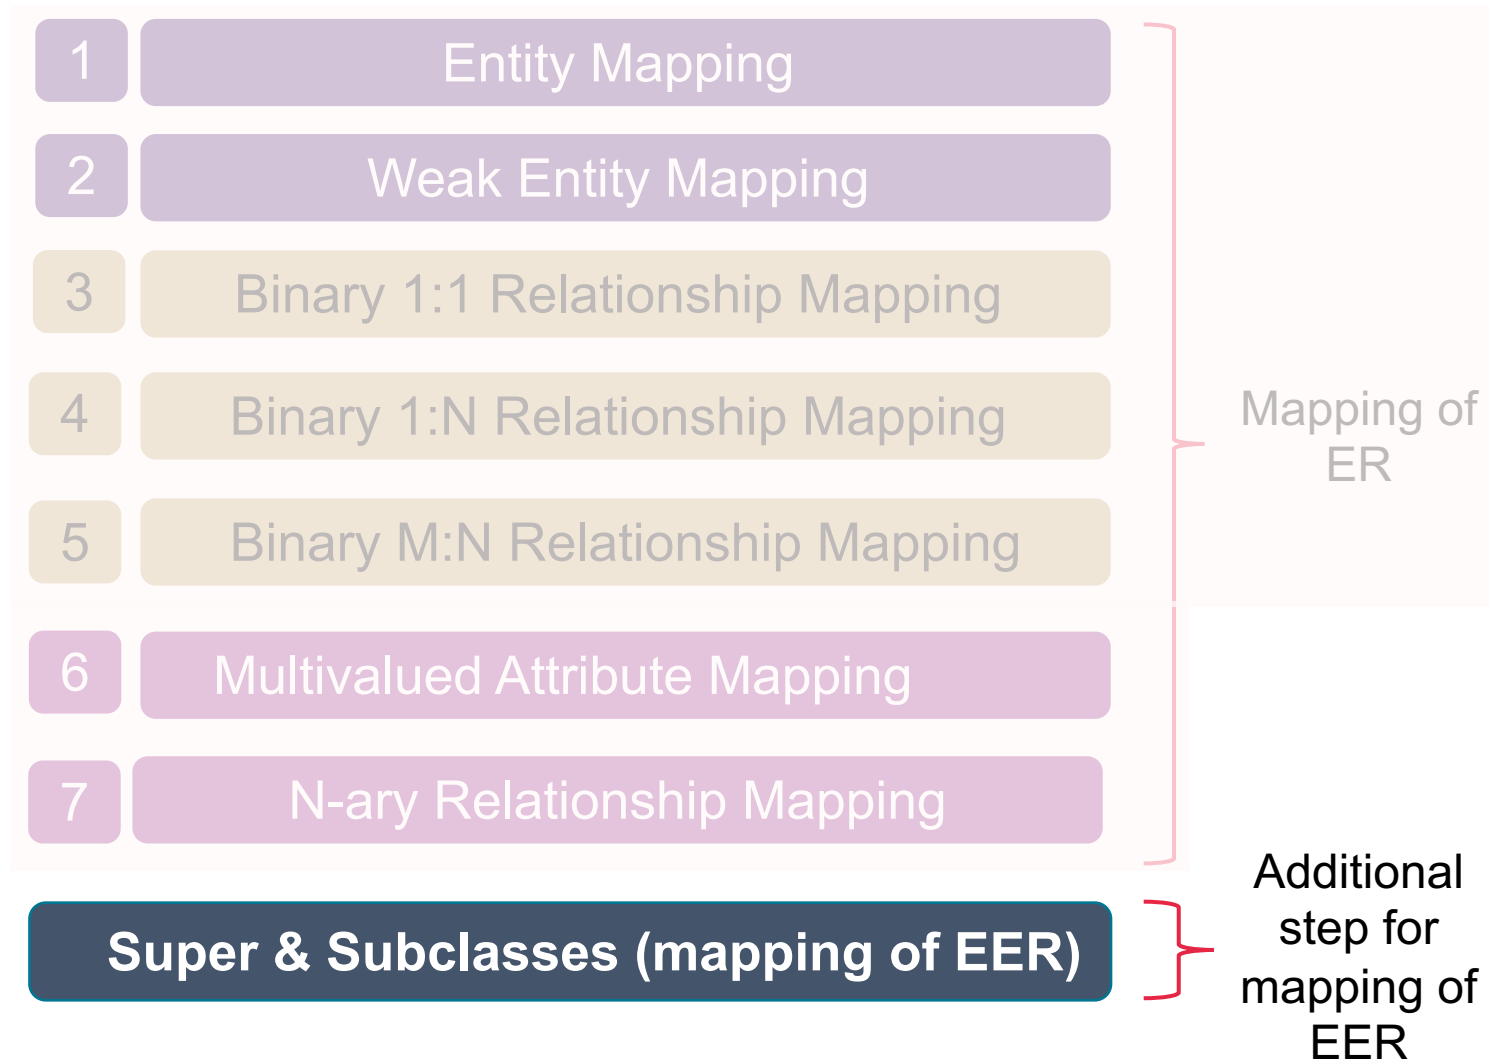 1 Entity Mapping
2 Weak Entity Mapping
3 Binary 1:1 Relationship Mapping
4 Binary 1:N Relationship Mapping
5 Binary M:N Relationship Mapping
6 Multivalued Attribute Mapping
7 N-ary Relationship Mapping
Mapping of
ER
Super & Subclasses (mapping of EER)
Additional
step for
mapping of
EER